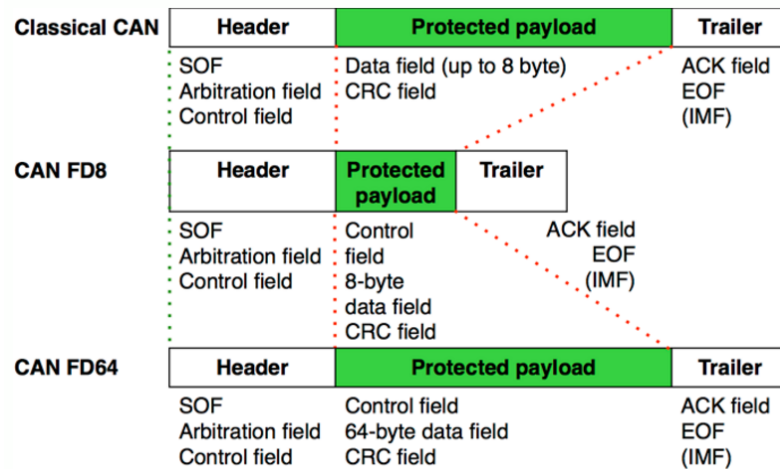 Classical CAN Header Protected payload Trailer
SOF Data field (up to 8 byte) ACK field
Arbitration field CRC field EOF
Control field (IMF)
CAN FD8 Header Protected payload Trailer
SOF Control ACK field
Arbitration field field EOF
Control field 8-byte (IMF)
data field
CRC field
CAN FD64 Header Protected payload Trailer
SOF Control field ACK field
Arbitration field 64-byte data field EOF
Control field CRC field (IMF)